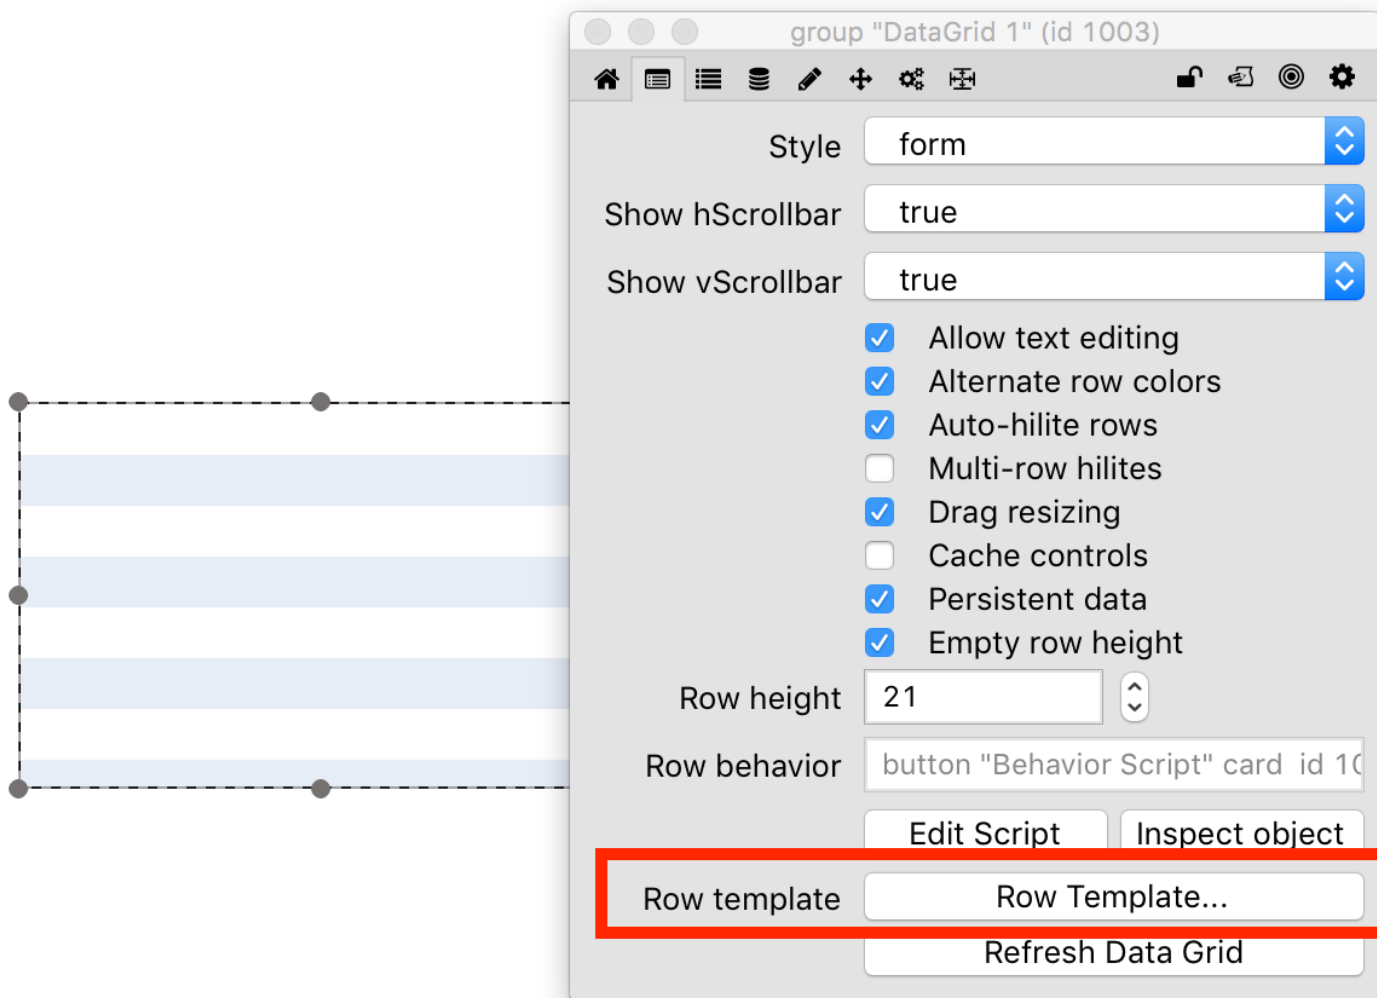 group "DataGrid 1" (id 1003)
Style form
Show hScrollbar true
Show vScrollbar true
Allow text editing
Alternate row colors
Auto-hilite rows
Multi-row hilites
Drag resizing
Cache controls
Persistent data
Empty row height
Row height 21
Row behavior button "Behavior Script" card id 10
Edit Script Inspect object
Row template Row Template...
Refresh Data Grid